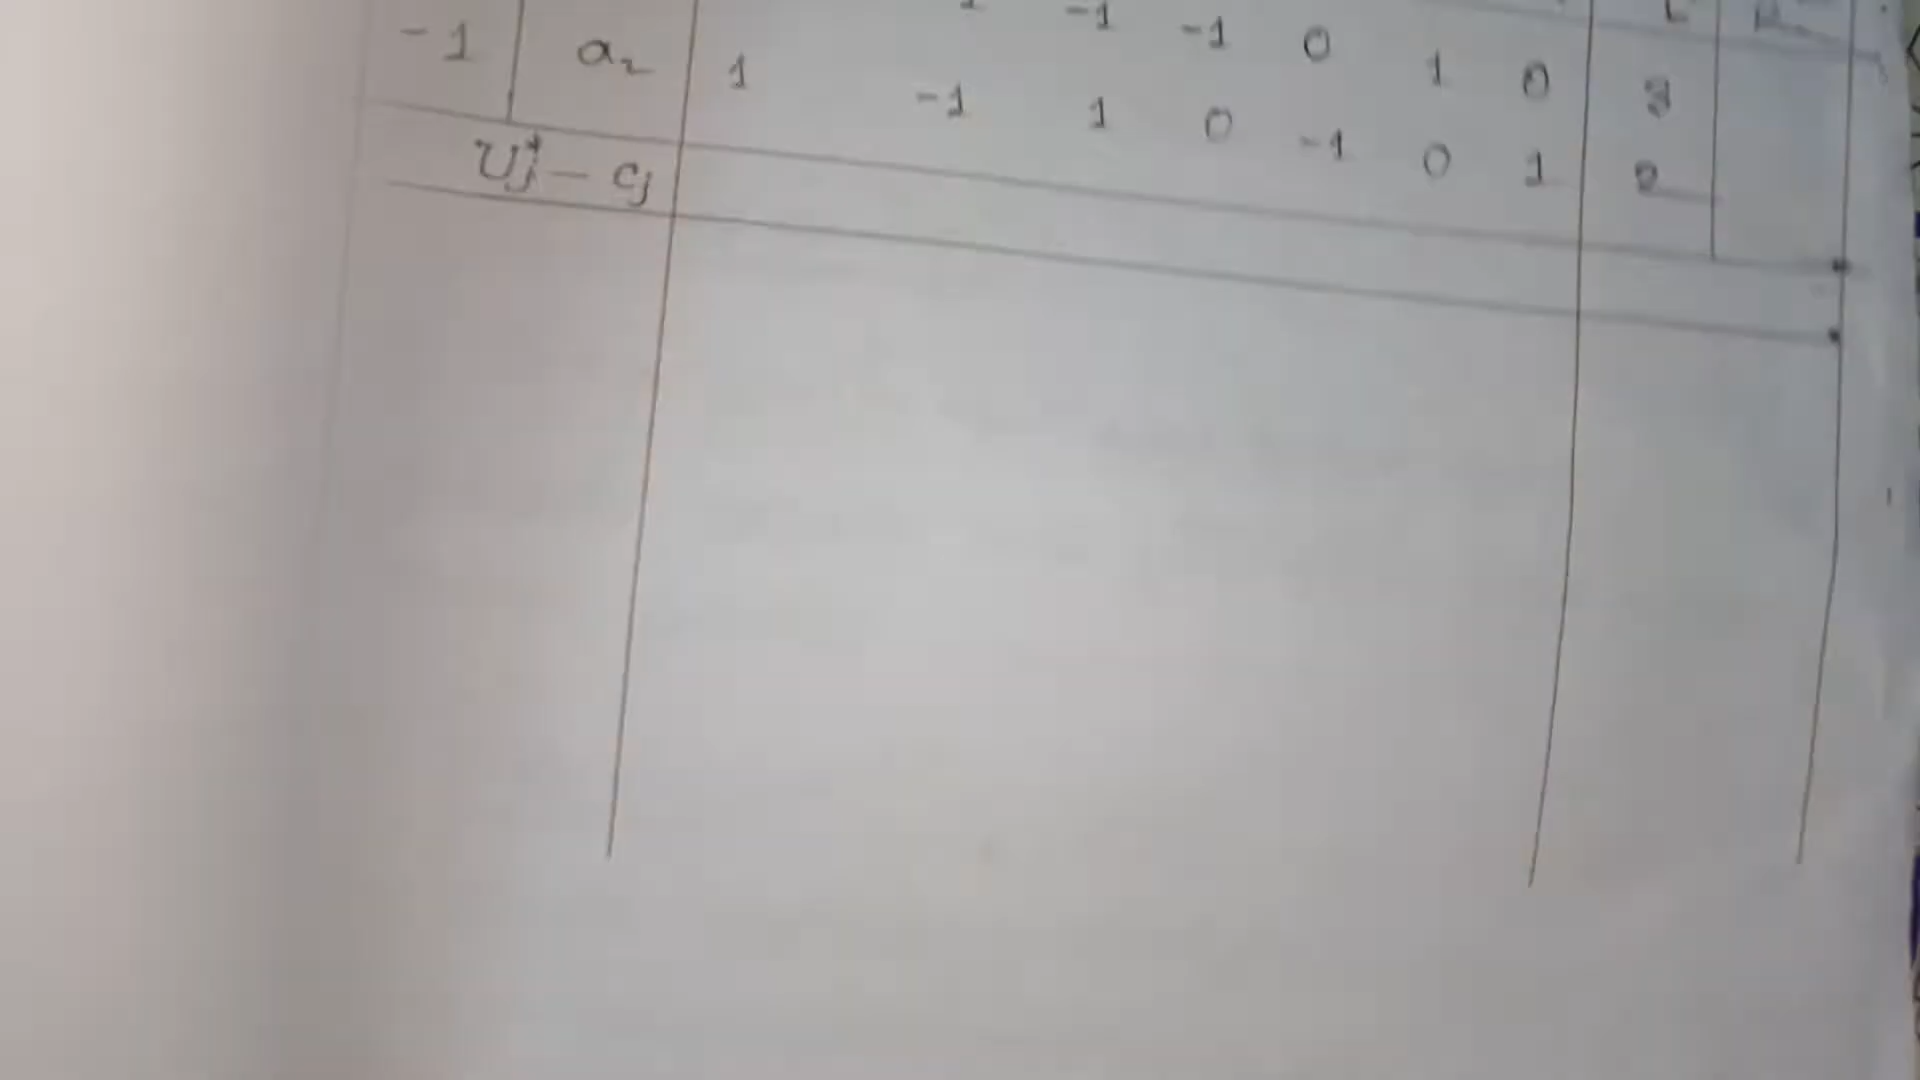 -1 -1 0 1 0 3
-1 a₂ 1 -1 1 0 -1 0 1 2
Uj* - cj